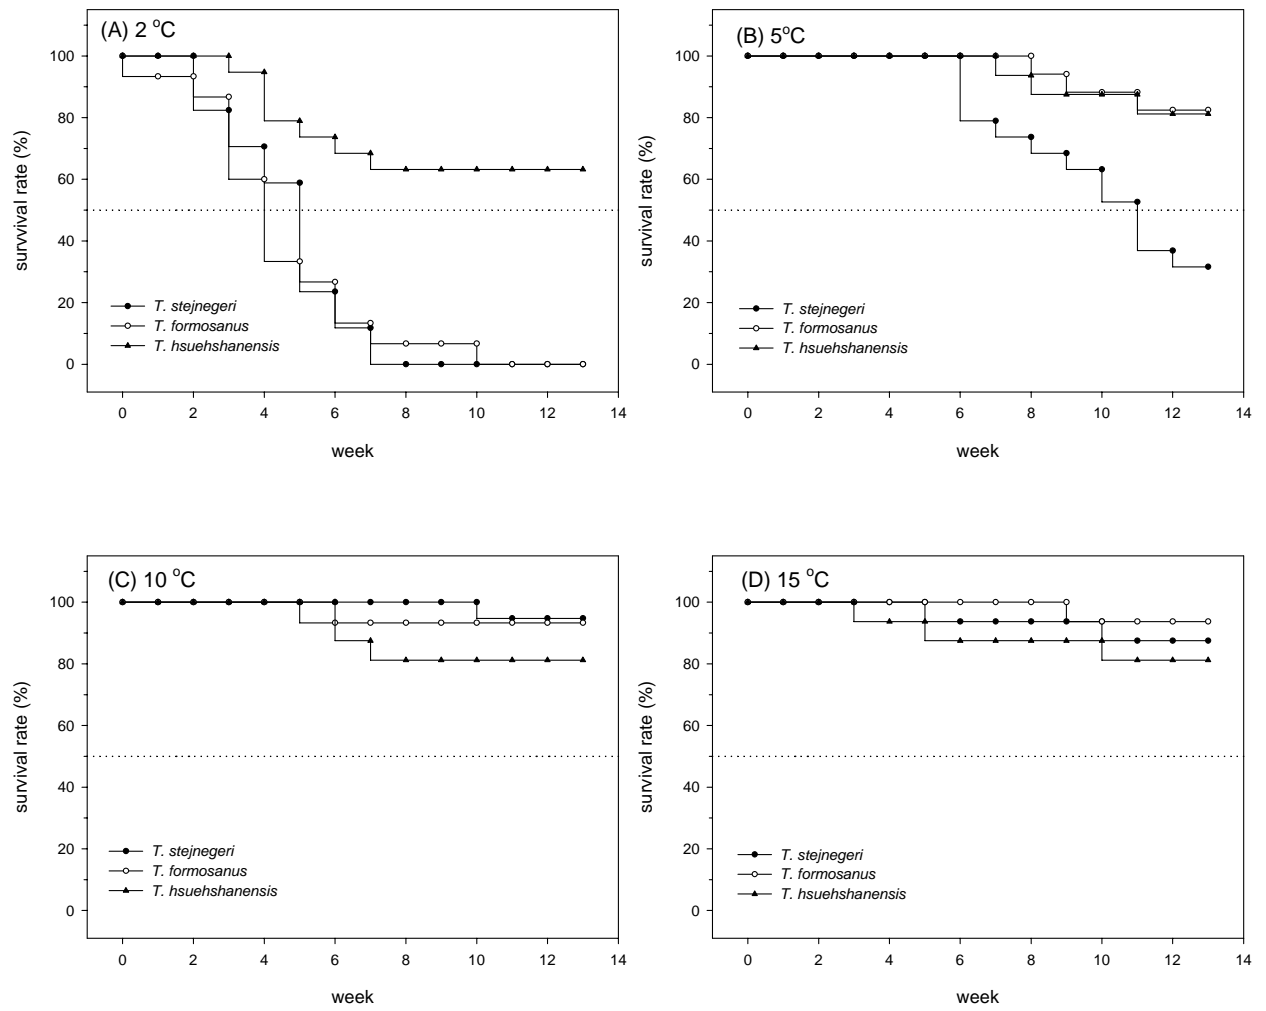 (A) 2 °C
survival rate (%)
100
80
60
40
20
0
T. stejnegeri
T. formosanus
T. hsuehshanensis
0 2 4 6 8 10 12 14
week
(B) 5°C
survival rate (%)
100
80
60
40
20
0
T. stejnegeri
T. formosanus
T. hsuehshanensis
0 2 4 6 8 10 12 14
week
(C) 10 °C
survival rate (%)
100
80
60
40
20
0
T. stejnegeri
T. formosanus
T. hsuehshanensis
0 2 4 6 8 10 12 14
week
(D) 15 °C
survival rate (%)
100
80
60
40
20
0
T. stejnegeri
T. formosanus
T. hsuehshanensis
0 2 4 6 8 10 12 14
week